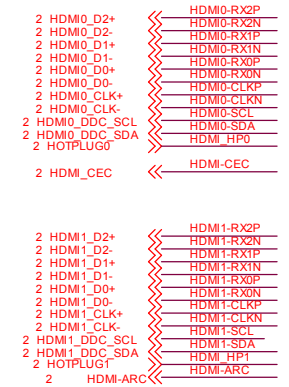 2 HDMI0_D2+ HDMI0-RX2P
2 HDMI0_D2- HDMI0-RX2N
2 HDMI0_D1+ HDMI0-RX1P
2 HDMI0_D1- HDMI0-RX1N
2 HDMI0_D0+ HDMI0-RX0P
2 HDMI0_D0- HDMI0-RX0N
2 HDMI0_CLK+ HDMI0-CLKP
2 HDMI0_CLK- HDMI0-CLKN
2 HDMI0_DDC_SCL HDMI0-SCL
2 HDMI0_DDC_SDA HDMI0-SDA
2 HOTPLUG0 HDMI_HP0
2 HDMI_CEC HDMI-CEC
2 HDMI1_D2+ HDMI1-RX2P
2 HDMI1_D2- HDMI1-RX2N
2 HDMI1_D1+ HDMI1-RX1P
2 HDMI1_D1- HDMI1-RX1N
2 HDMI1_D0+ HDMI1-RX0P
2 HDMI1_D0- HDMI1-RX0N
2 HDMI1_CLK+ HDMI1-CLKP
2 HDMI1_CLK- HDMI1-CLKN
2 HDMI1_DDC_SCL HDMI1-SCL
2 HDMI1_DDC_SDA HDMI1-SDA
2 HOTPLUG1 HDMI_HP1
2 HDMI-ARC HDMI-ARC